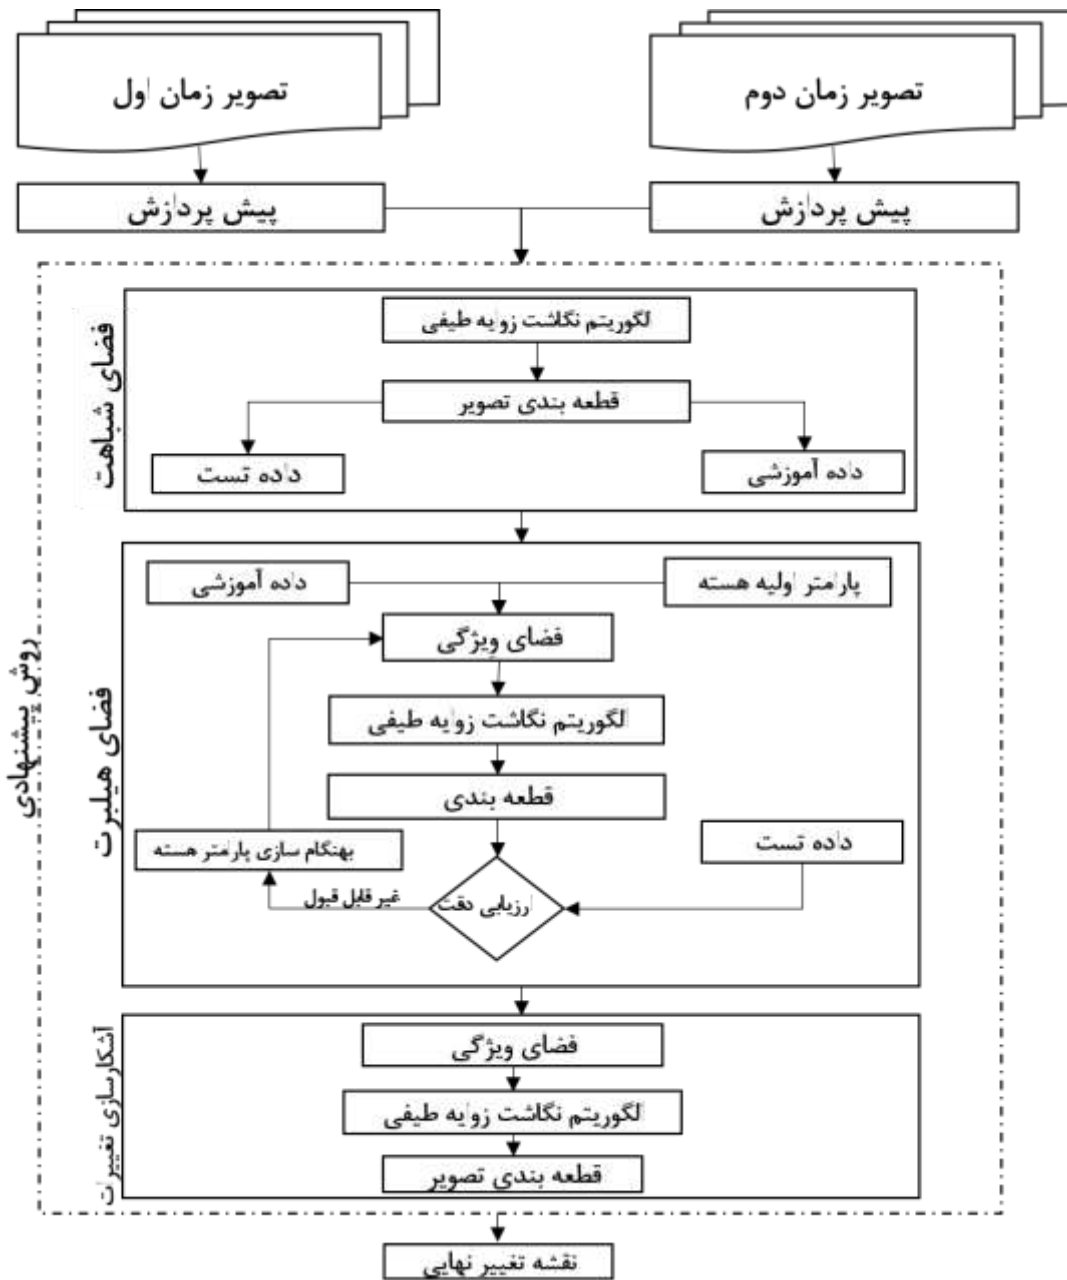 تصویر زمان اول
تصویر زمان دوم
پیش پردازش
پیش پردازش
روش پیشنهادی
فضای شباهت
لگوریتم نگاشت زوایه طیفی
قطعه بندی تصویر
داده تست
داده آموزشی
فضای هیلبرت
داده آموزشی
پارامتر اولیه هسته
فضای ویژگی
لگوریتم نگاشت زوایه طیفی
قطعه بندی
بهنگام سازی پارامتر هسته
داده تست
غیر قابل قبول
ارزیابی دقت
آشکارسازی تغییرات
فضای ویژگی
لگوریتم نگاشت زوایه طیفی
قطعه بندی تصویر
نقشه تغییر نهایی